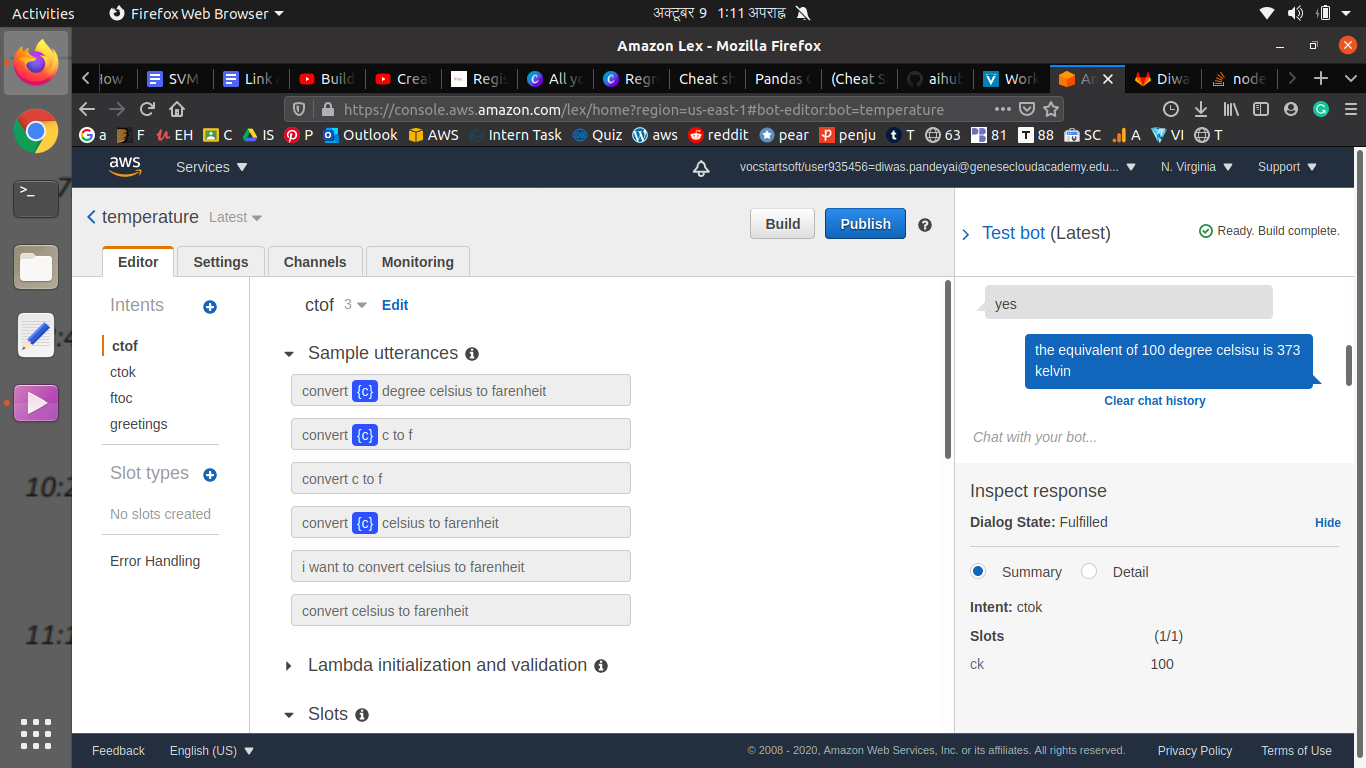 Activities
Firefox Web Browser
अक्टूबर 9 1:11 अपराह्न
Amazon Lex - Mozilla Firefox
How
SVM
Link
Build
Creat
Regis
All yo
Regre
Cheat sh
Pandas
(Cheat S
aihub
Work
Am
Diwa
node
https://console.aws.amazon.com/lex/home?region=us-east-1#bot-editor:bot=temperature
a F EH C IS P Outlook AWS Intern Task Quiz aws reddit pear penju T 63 81 88 SC A VI T
aws
Services
vocstartsoft/user935456=diwas.pandeyai@genesecloudacademy.edu...
N. Virginia
Support
temperature Latest
Build
Publish
Editor
Settings
Channels
Monitoring
Intents
ctof
ctok
ftoc
greetings
Slot types
No slots created
Error Handling
ctof 3 Edit
Sample utterances
convert {c} degree celsius to farenheit
convert {c} c to f
convert c to f
convert {c} celsius to farenheit
i want to convert celsius to farenheit
convert celsius to farenheit
Lambda initialization and validation
Slots
Test bot (Latest)
Ready. Build complete.
yes
the equivalent of 100 degree celsisu is 373
kelvin
Clear chat history
Chat with your bot...
Inspect response
Dialog State: Fulfilled
Hide
Summary
Detail
Intent: ctok
Slots (1/1)
ck 100
Feedback
English (US)
© 2008 - 2020, Amazon Web Services, Inc. or its affiliates. All rights reserved.
Privacy Policy
Terms of Use